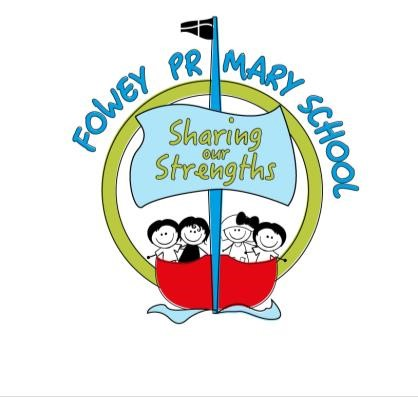 FOWEY PRIMARY SCHOOL
Sharing
our
Strengths